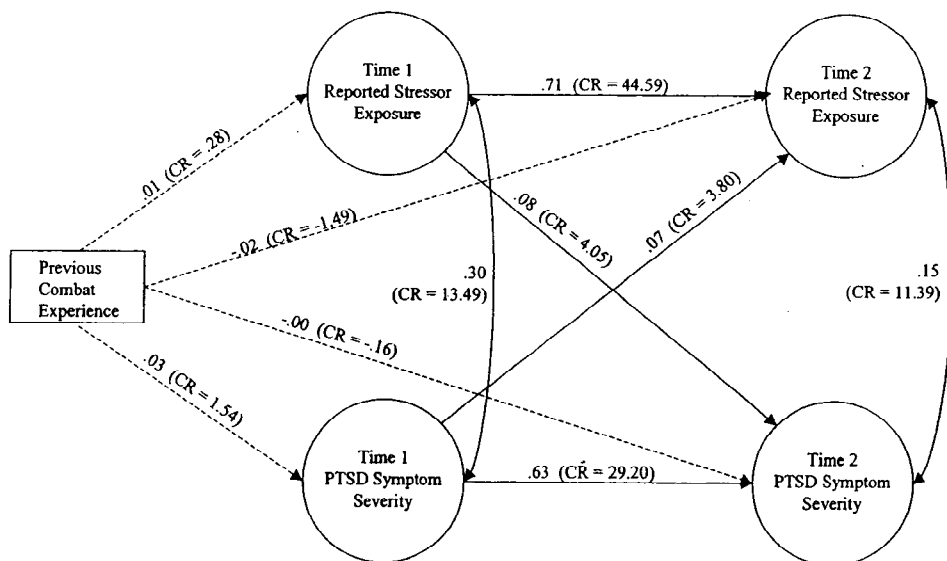 Time 1
Reported Stressor
Exposure
.71 (CR = 44.59)
Time 2
Reported Stressor
Exposure
.01 (CR = .28)
-.02 (CR = -1.49)
.08 (CR = 4.05)
.07 (CR = 3.80)
.30
(CR = 13.49)
.15
(CR = 11.39)
Previous
Combat
Experience
-.00 (CR = -.16)
.03 (CR = 1.54)
Time 1
PTSD Symptom
Severity
.63 (CR = 29.20)
Time 2
PTSD Symptom
Severity